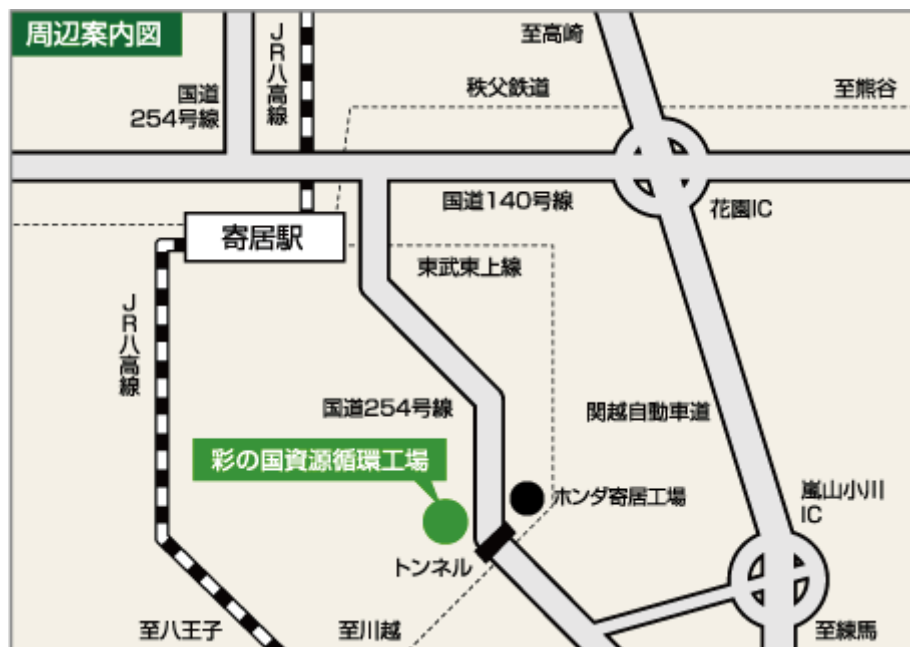 周辺案内図
JR八高線
至高崎
国道
254号線
秩父鉄道
至熊谷
国道140号線
花園IC
寄居駅
東武東上線
JR八高線
国道254号線
関越自動車道
彩の国資源循環工場
ホンダ寄居工場
嵐山小川
IC
トンネル
至八王子
至川越
至練馬